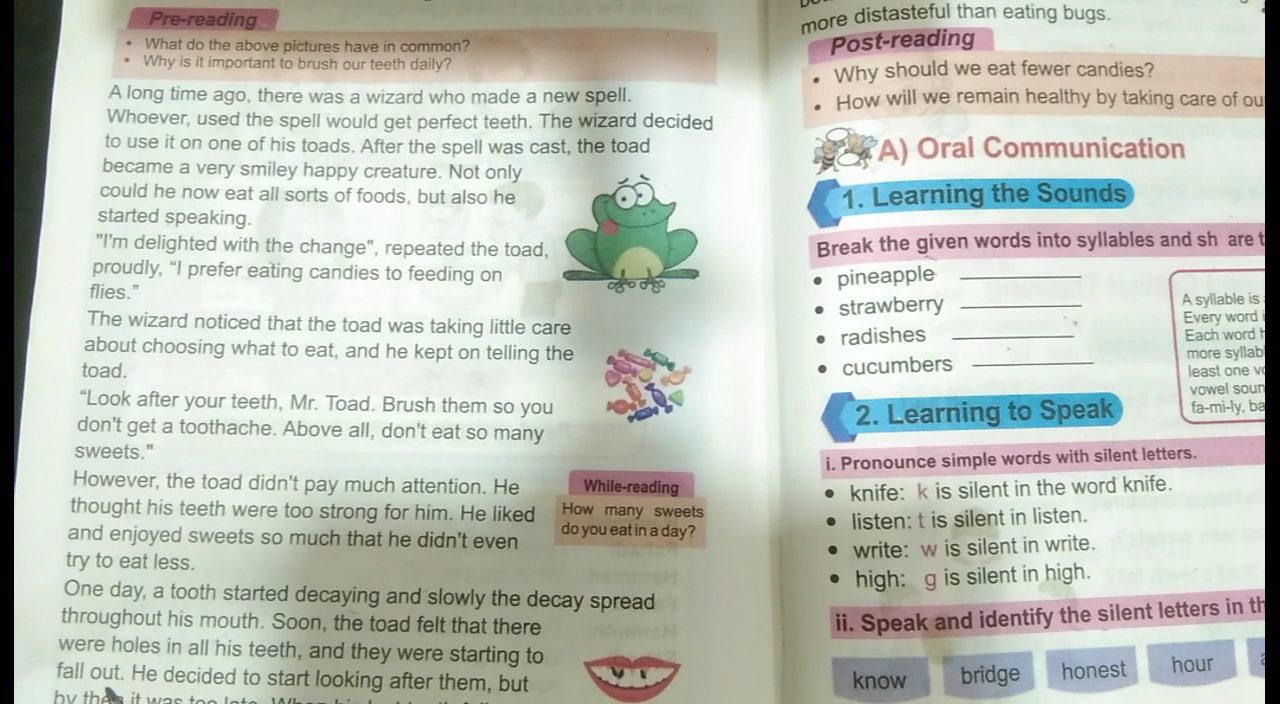 Pre-reading
• What do the above pictures have in common?
• Why is it important to brush our teeth daily?
A long time ago, there was a wizard who made a new spell.
Whoever, used the spell would get perfect teeth. The wizard decided
to use it on one of his toads. After the spell was cast, the toad
became a very smiley happy creature. Not only
could he now eat all sorts of foods, but also he
started speaking.
"I'm delighted with the change", repeated the toad,
proudly, “I prefer eating candies to feeding on
flies.”
The wizard noticed that the toad was taking little care
about choosing what to eat, and he kept on telling the
toad.
“Look after your teeth, Mr. Toad. Brush them so you
don't get a toothache. Above all, don't eat so many
sweets."
However, the toad didn't pay much attention. He
thought his teeth were too strong for him. He liked
and enjoyed sweets so much that he didn't even
try to eat less.
While-reading
How many sweets
do you eat in a day?
One day, a tooth started decaying and slowly the decay spread
throughout his mouth. Soon, the toad felt that there
were holes in all his teeth, and they were starting to
fall out. He decided to start looking after them, but
by then it was too late. When his last tooth fell
more distasteful than eating bugs.
Post-reading
• Why should we eat fewer candies?
• How will we remain healthy by taking care of ou
A) Oral Communication
1. Learning the Sounds
Break the given words into syllables and sh are t
• pineapple
• strawberry
• radishes
• cucumbers
A syllable is
Every word
Each word
more syllab
least one
vowel soun
fa-mi-ly, ba
2. Learning to Speak
i. Pronounce simple words with silent letters.
• knife: k is silent in the word knife.
• listen: t is silent in listen.
• write: w is silent in write.
• high: g is silent in high.
ii. Speak and identify the silent letters in th
know bridge honest hour